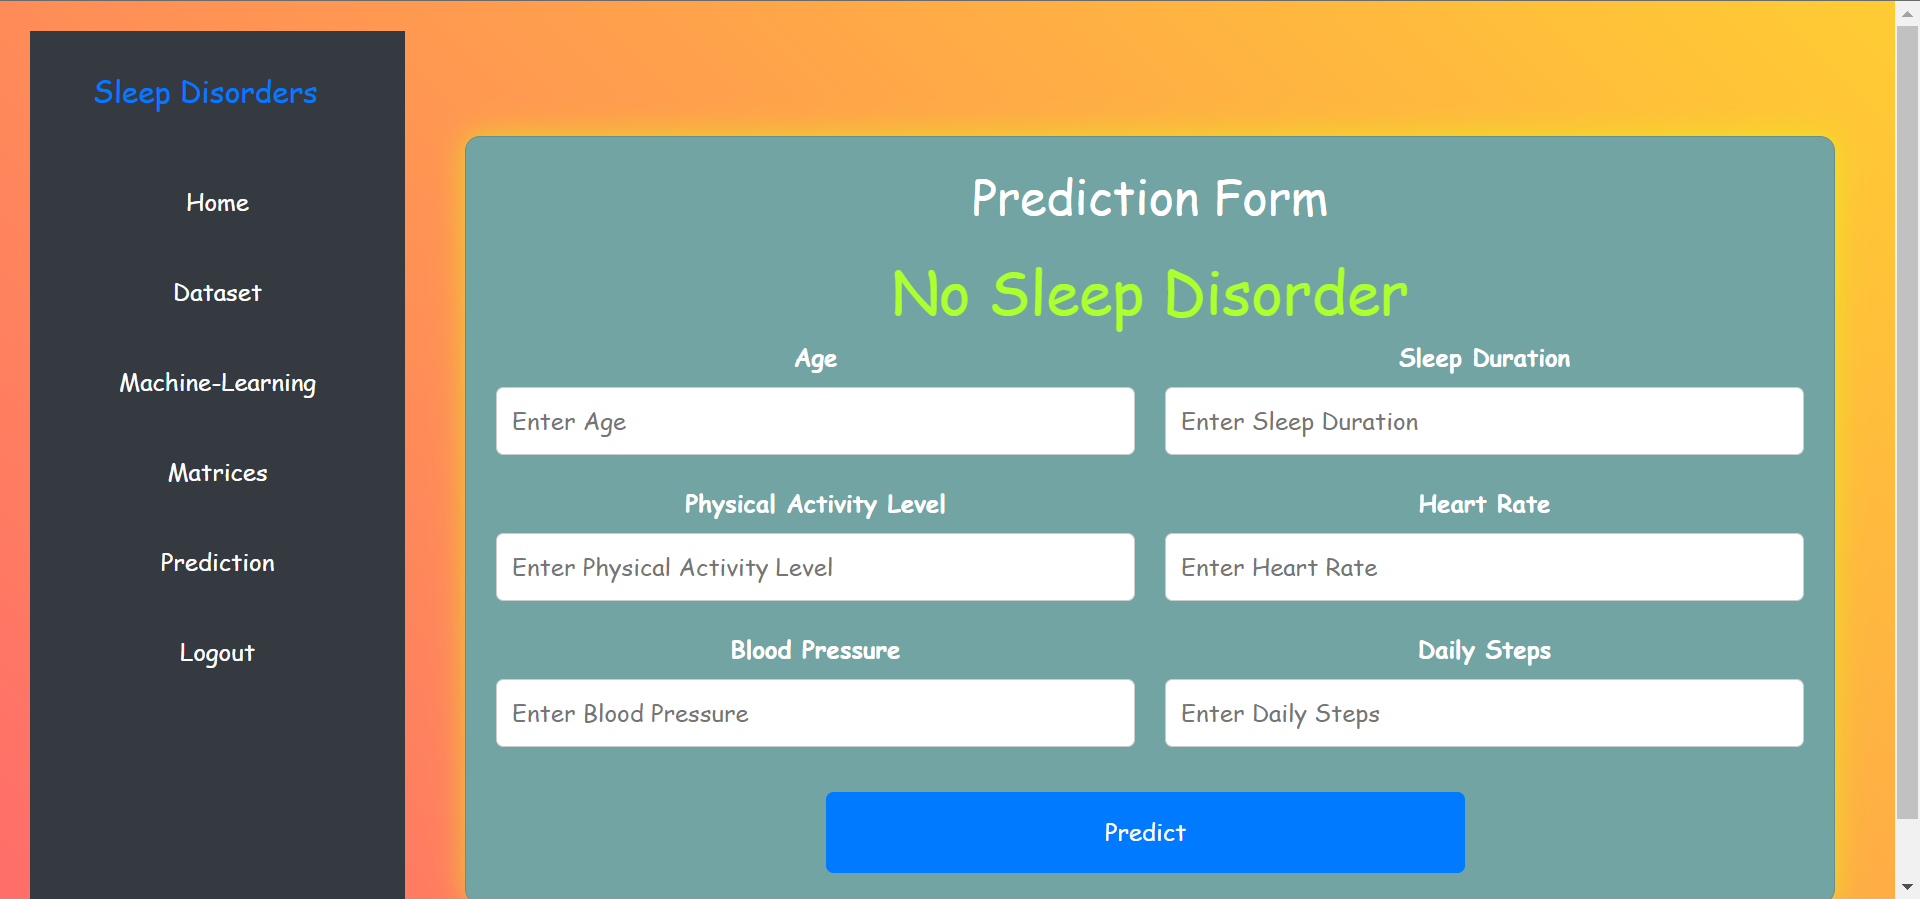 Sleep Disorders
Home
Dataset
Machine-Learning
Matrices
Prediction
Logout
Prediction Form
No Sleep Disorder
Age
Enter Age
Sleep Duration
Enter Sleep Duration
Physical Activity Level
Enter Physical Activity Level
Heart Rate
Enter Heart Rate
Blood Pressure
Enter Blood Pressure
Daily Steps
Enter Daily Steps
Predict